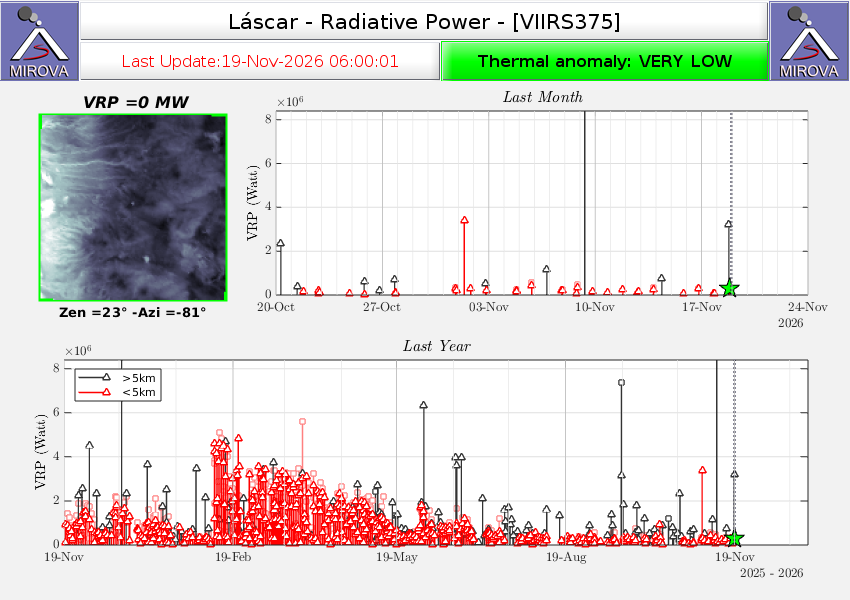 Láscar - Radiative Power - [VIIRS375]
MIROVA
Last Update:19-Nov-2026 06:00:01
Thermal anomaly: VERY LOW
MIROVA
VRP =0 MW
Zen =23° -Azi =-81°
Last Month
×10⁶
VRP (Watt)
8
6
4
2
0
20-Oct 27-Oct 03-Nov 10-Nov 17-Nov 24-Nov
2026
Last Year
×10⁶
VRP (Watt)
>5km
<5km
8
6
4
2
0
19-Nov 19-Feb 19-May 19-Aug 19-Nov
2025 - 2026